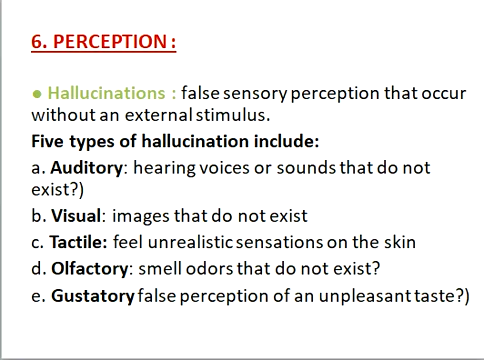 6. PERCEPTION :
● Hallucinations : false sensory perception that occur
without an external stimulus.
Five types of hallucination include:
a. Auditory: hearing voices or sounds that do not
exist?)
b. Visual: images that do not exist
c. Tactile: feel unrealistic sensations on the skin
d. Olfactory: smell odors that do not exist?
e. Gustatory false perception of an unpleasant taste?)